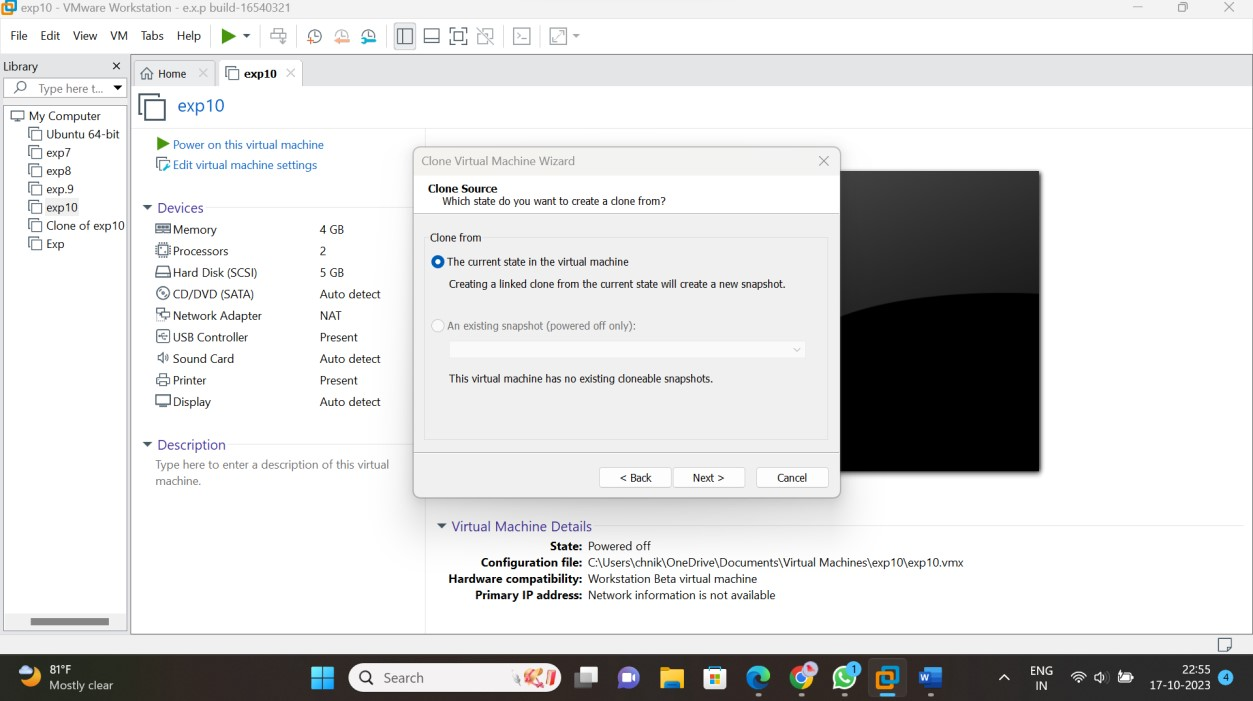 exp10 - VMware Workstation - e.x.p build-16540321
File Edit View VM Tabs Help
Library
Type here t...
My Computer
Ubuntu 64-bit
exp7
exp8
exp.9
exp10
Clone of exp10
Exp
Home
exp10
exp10
Power on this virtual machine
Edit virtual machine settings
Devices
Memory 4 GB
Processors 2
Hard Disk (SCSI) 5 GB
CD/DVD (SATA) Auto detect
Network Adapter NAT
USB Controller Present
Sound Card Auto detect
Printer Present
Display Auto detect
Description
Type here to enter a description of this virtual
machine.
Clone Virtual Machine Wizard
Clone Source
Which state do you want to create a clone from?
Clone from
The current state in the virtual machine
Creating a linked clone from the current state will create a new snapshot.
An existing snapshot (powered off only):
This virtual machine has no existing cloneable snapshots.
< Back Next > Cancel
Virtual Machine Details
State: Powered off
Configuration file: C:\Users\chnik\OneDrive\Documents\Virtual Machines\exp10\exp10.vmx
Hardware compatibility: Workstation Beta virtual machine
Primary IP address: Network information is not available
81°F
Mostly clear
Search
1
W
ENG
IN
22:55
17-10-2023
4